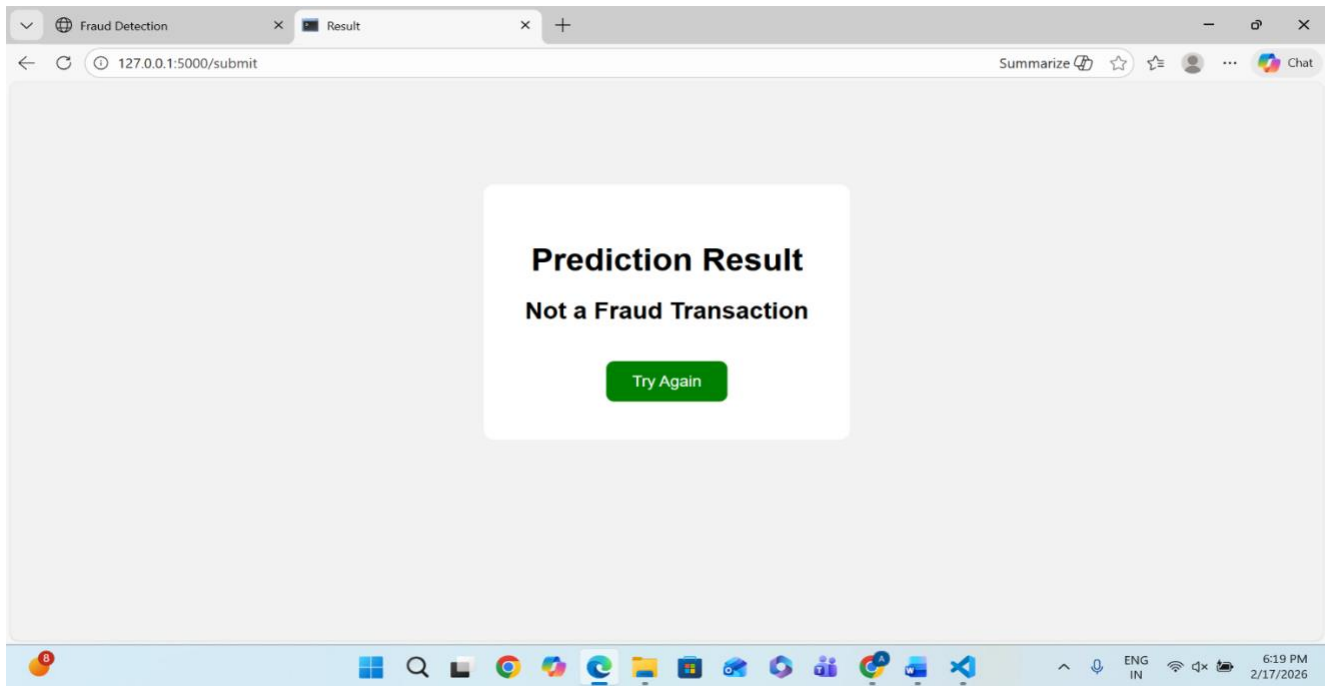 Fraud Detection
Result
127.0.0.1:5000/submit
Summarize
Chat
Prediction Result
Not a Fraud Transaction
Try Again
8
A
ENG
IN
6:19 PM
2/17/2026